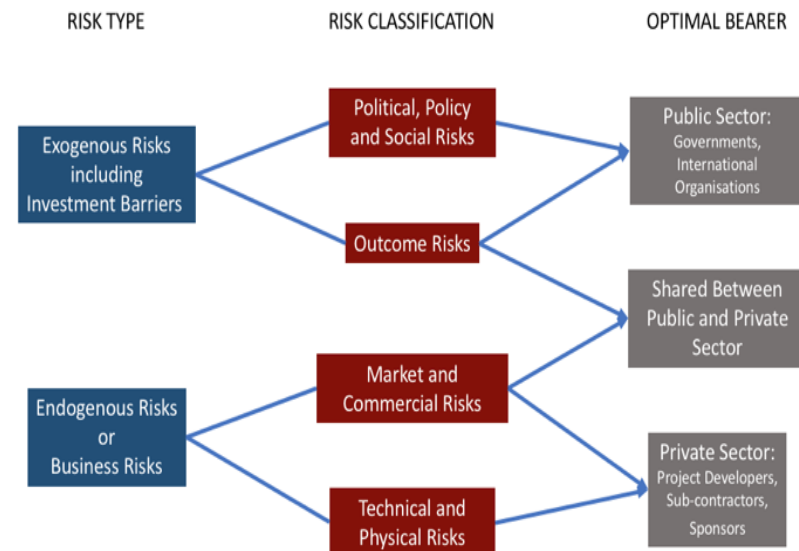 RISK TYPE
RISK CLASSIFICATION
OPTIMAL BEARER
Exogenous Risks
including
Investment Barriers
Endogenous Risks
or
Business Risks
Political, Policy
and Social Risks
Outcome Risks
Market and
Commercial Risks
Technical and
Physical Risks
Public Sector:
Governments,
International
Organisations
Shared Between
Public and Private
Sector
Private Sector:
Project Developers,
Sub-contractors,
Sponsors